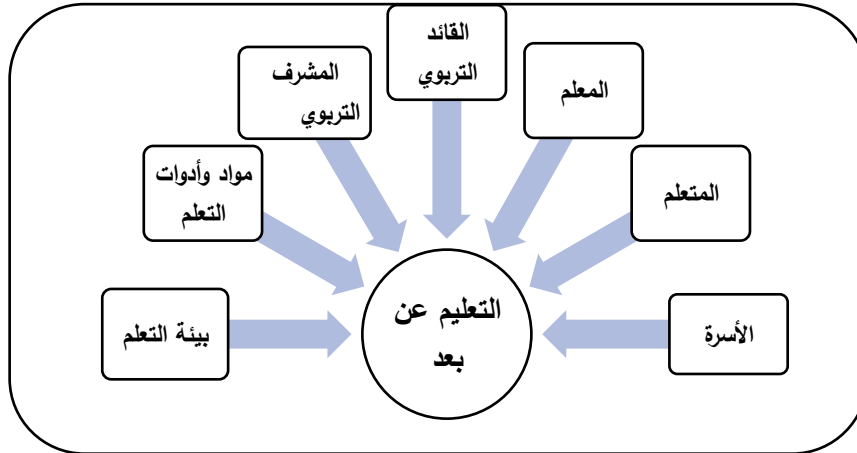 القائد
التربوي
المعلم
المشرف
التربوي
المتعلم
مواد وأدوات
التعلم
الأسرة
بيئة التعلم
التعليم عن
بعد